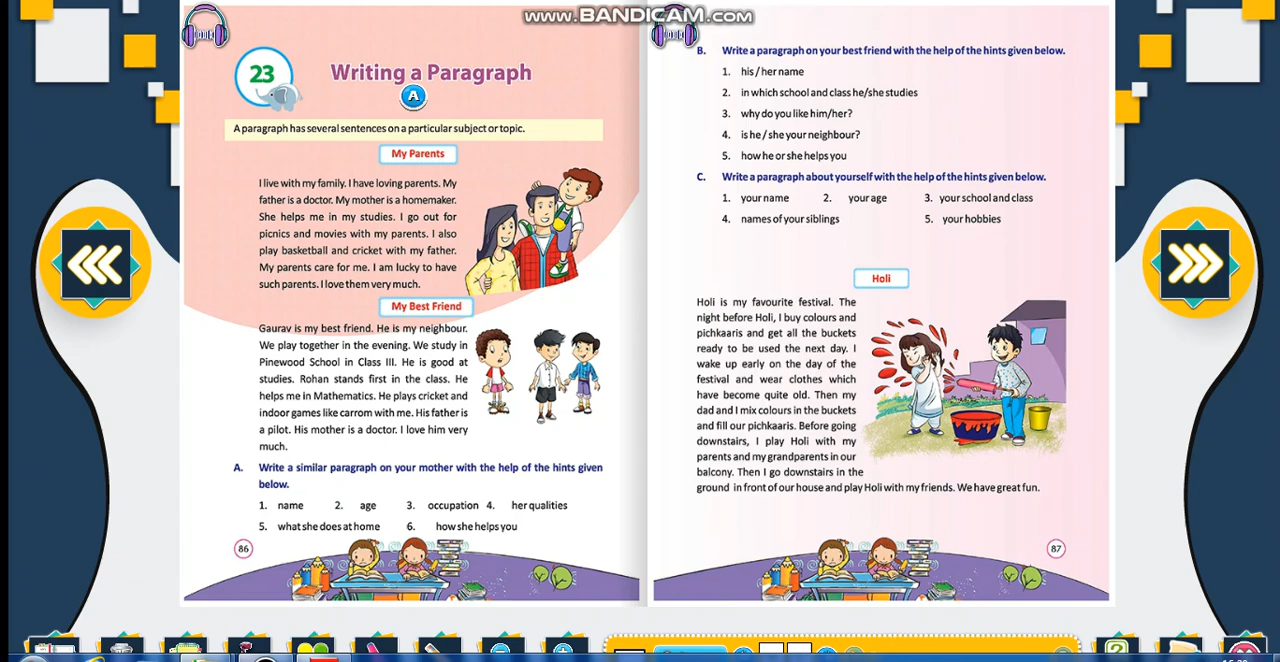 www.BANDICAM.com
23
Writing a Paragraph
A
A paragraph has several sentences on a particular subject or topic.
My Parents
I live with my family. I have loving parents. My
father is a doctor. My mother is a homemaker.
She helps me in my studies. I go out for
picnics and movies with my parents. I also
play basketball and cricket with my father.
My parents care for me. I am lucky to have
such parents. I love them very much.
My Best Friend
Gaurav is my best friend. He is my neighbour.
We play together in the evening. We study in
Pinewood School in Class III. He is good at
studies. Rohan stands first in the class. He
helps me in Mathematics. He plays cricket and
indoor games like carrom with me. His father is
a pilot. His mother is a doctor. I love him very
much.
A. Write a similar paragraph on your mother with the help of the hints given
below.
1. name 2. age 3. occupation 4. her qualities
5. what she does at home 6. how she helps you
86
B. Write a paragraph on your best friend with the help of the hints given below.
1. his / her name
2. in which school and class he/she studies
3. why do you like him/her?
4. is he / she your neighbour?
5. how he or she helps you
C. Write a paragraph about yourself with the help of the hints given below.
1. your name 2. your age 3. your school and class
4. names of your siblings 5. your hobbies
Holi
Holi is my favourite festival. The
night before Holi, I buy colours and
pichkaaris and get all the buckets
ready to be used the next day. I
wake up early on the day of the
festival and wear clothes which
have become quite old. Then my
dad and I mix colours in the buckets
and fill our pichkaaris. Before going
downstairs, I play Holi with my
parents and my grandparents in our
balcony. Then I go downstairs in the
ground in front of our house and play Holi with my friends. We have great fun.
87